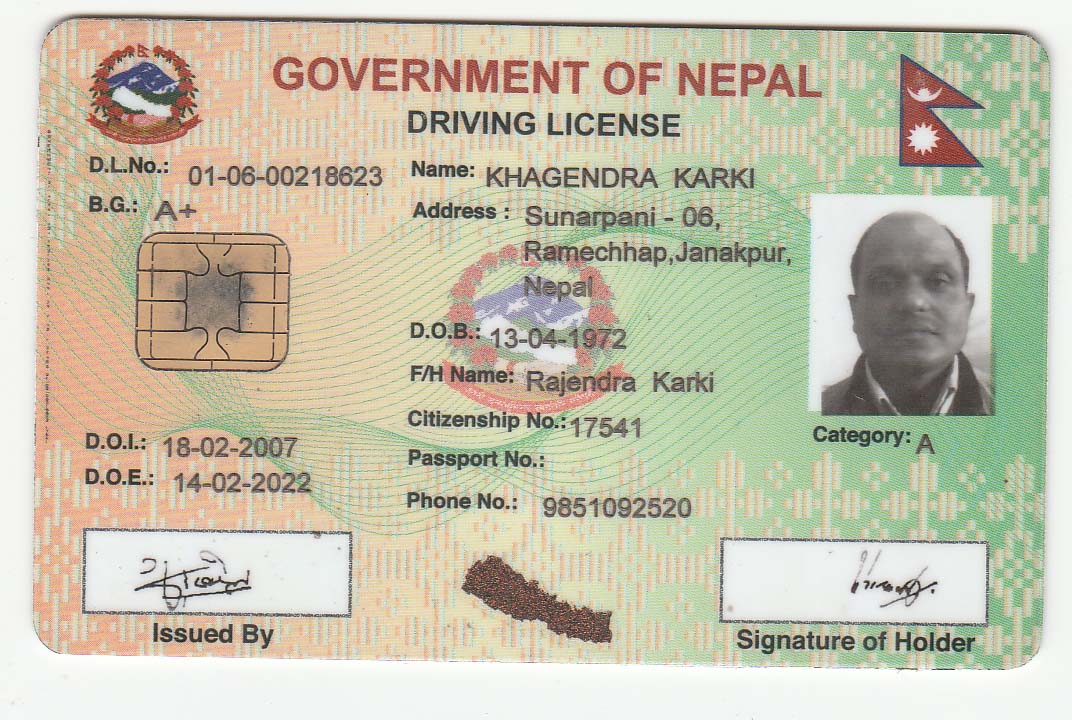 GOVERNMENT OF NEPAL
DRIVING LICENSE
D.L.No.: 01-06-00218623
B.G.: A+
Name: KHAGENDRA KARKI
Address : Sunarpani - 06,
Ramechhap,Janakpur,
Nepal
D.O.B.: 13-04-1972
F/H Name: Rajendra Karki
Citizenship No.: 17541
Passport No.:
Phone No.: 9851092520
Category: A
D.O.I.: 18-02-2007
D.O.E.: 14-02-2022
Issued By
Signature of Holder